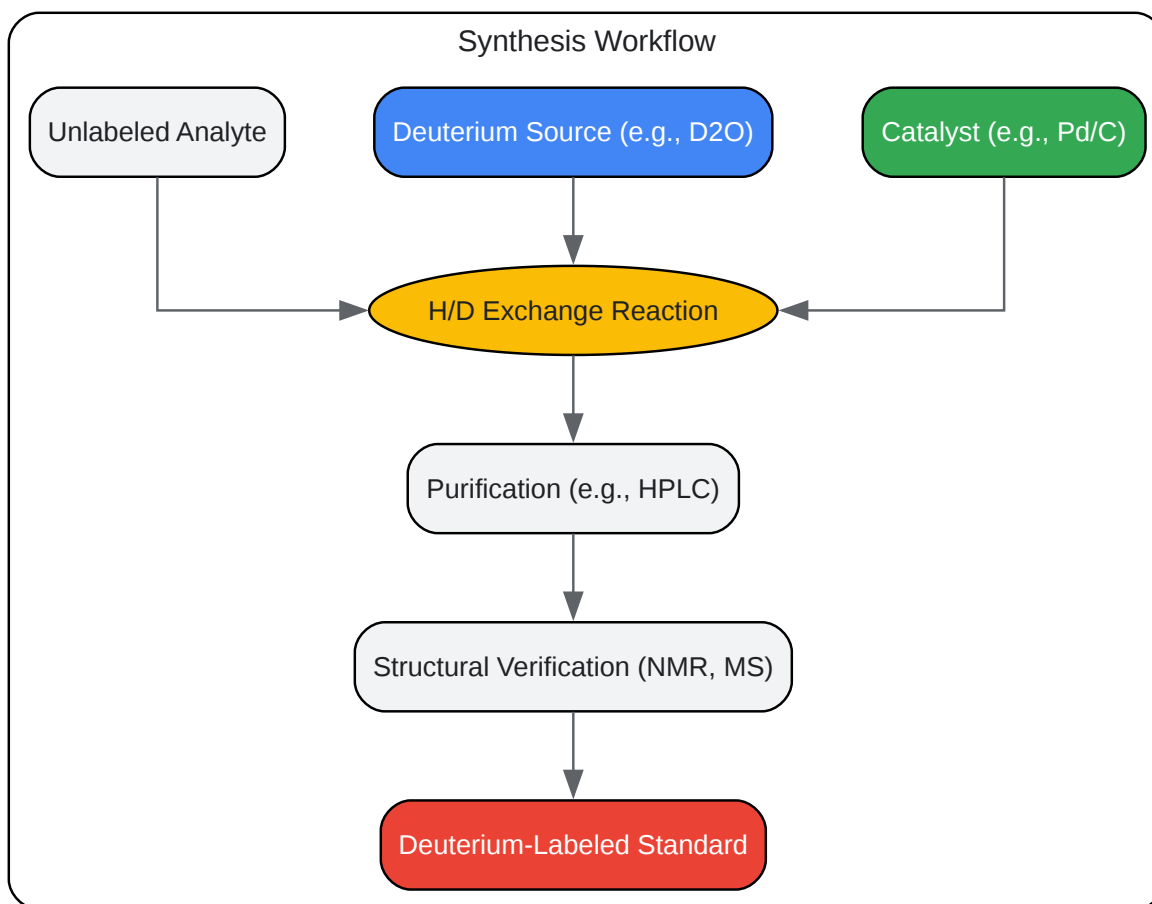 Synthesis Workflow
Unlabeled Analyte
Deuterium Source (e.g., D2O)
Catalyst (e.g., Pd/C)
H/D Exchange Reaction
Purification (e.g., HPLC)
Structural Verification (NMR, MS)
Deuterium-Labeled Standard